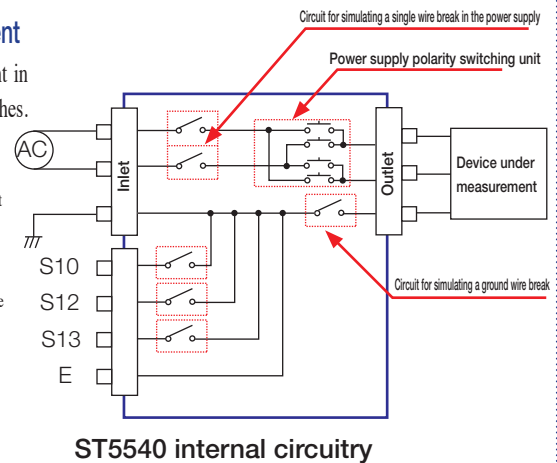 ent
t in
hes.
t
e
Circuit for simulating a single wire break in the power supply
Power supply polarity switching unit
AC
Inlet
Outlet
Device under
measurement
S10
S12
S13
E
Circuit for simulating a ground wire break
ST5540 internal circuitry